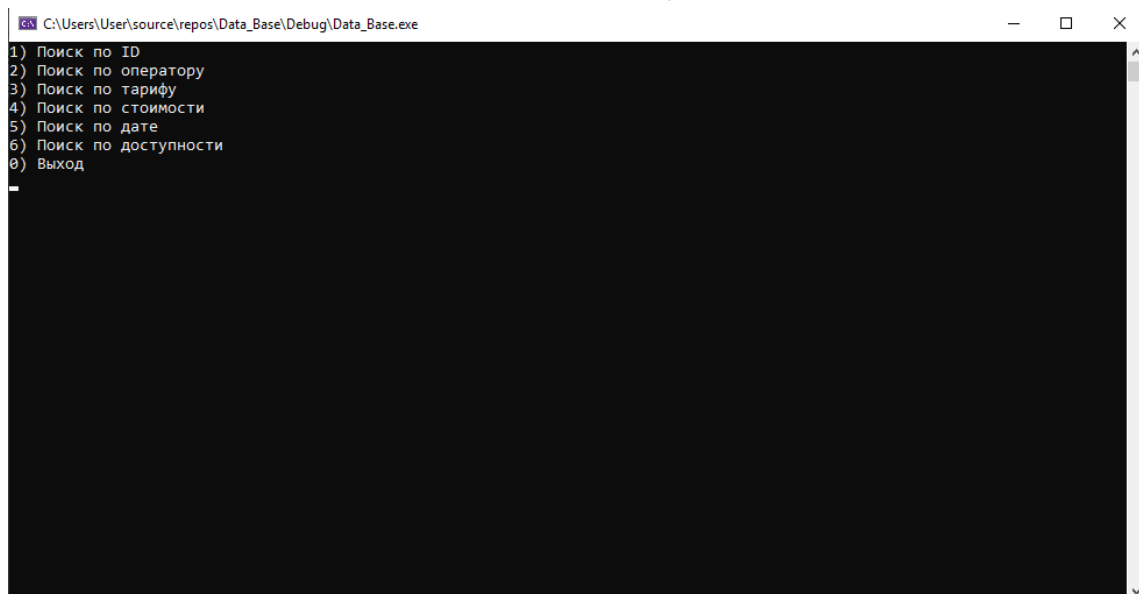 C:\Users\User\source\repos\Data_Base\Debug\Data_Base.exe
1) Поиск по ID
2) Поиск по оператору
3) Поиск по тарифу
4) Поиск по стоимости
5) Поиск по дате
6) Поиск по доступности
0) Выход